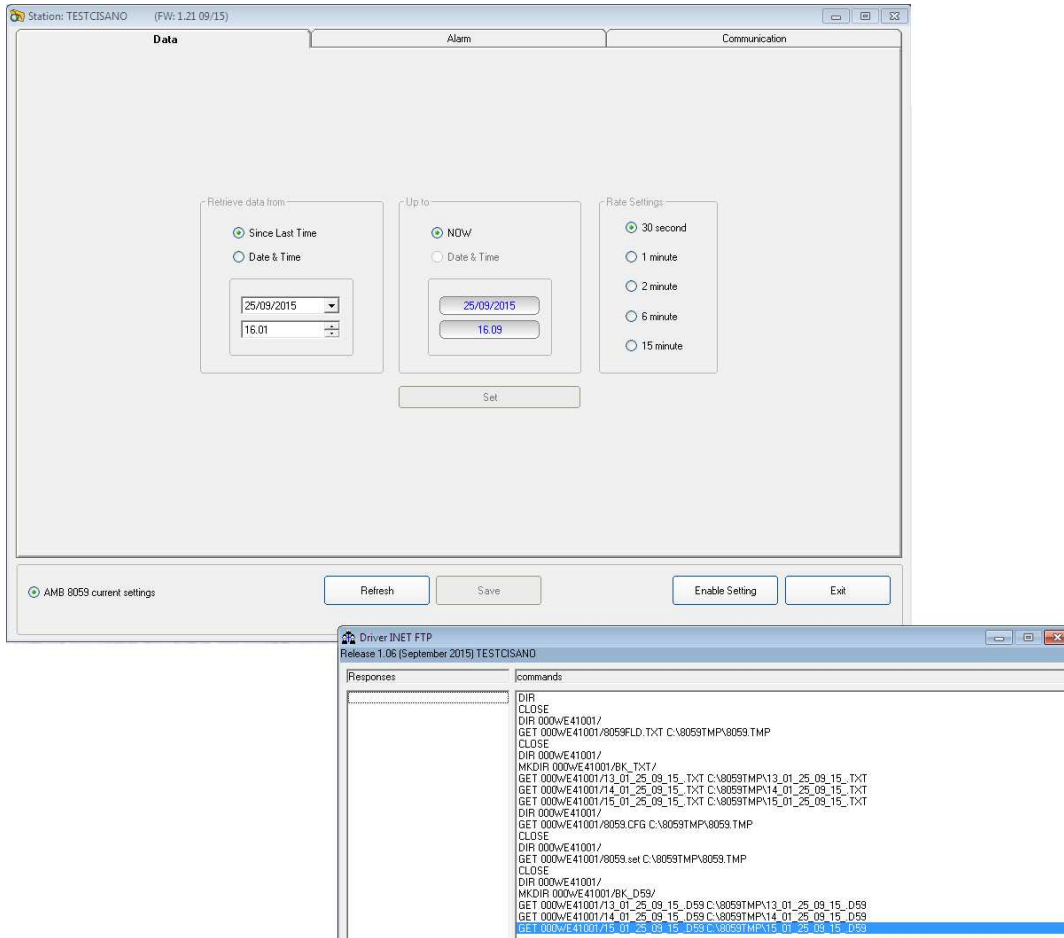 Station: TESTCISANO (FW: 1.21 09/15)
Data Alarm Communication
Retrieve data from
Since Last Time
Date & Time
25/09/2015
16.01
Up to
NOW
Date & Time
25/09/2015
16.09
Rate Settings
30 second
1 minute
2 minute
6 minute
15 minute
Set
AMB 8059 current settings
Refresh
Save
Enable Setting
Exit
Driver INET FTP
Release 1.06 (September 2015) TESTCISANO
Responses
commands
DIR
CLOSE
DIR 000WE41001/
GET 000WE41001/8059FLD.TXT C:\8059TMP\8059.TMP
CLOSE
DIR 000WE41001/
MKDIR 000WE41001/BK_TXT/
GET 000WE41001/13_01_25_09_15_.TXT C:\8059TMP\13_01_25_09_15_.TXT
GET 000WE41001/14_01_25_09_15_.TXT C:\8059TMP\14_01_25_09_15_.TXT
GET 000WE41001/15_01_25_09_15_.TXT C:\8059TMP\15_01_25_09_15_.TXT
DIR 000WE41001/
GET 000WE41001/8059.CFG C:\8059TMP\8059.TMP
CLOSE
DIR 000WE41001/
GET 000WE41001/8059.set C:\8059TMP\8059.TMP
CLOSE
DIR 000WE41001/
MKDIR 000WE41001/BK_D59/
GET 000WE41001/13_01_25_09_15_.D59 C:\8059TMP\13_01_25_09_15_.D59
GET 000WE41001/14_01_25_09_15_.D59 C:\8059TMP\14_01_25_09_15_.D59
GET 000WE41001/15_01_25_09_15_.D59 C:\8059TMP\15_01_25_09_15_.D59